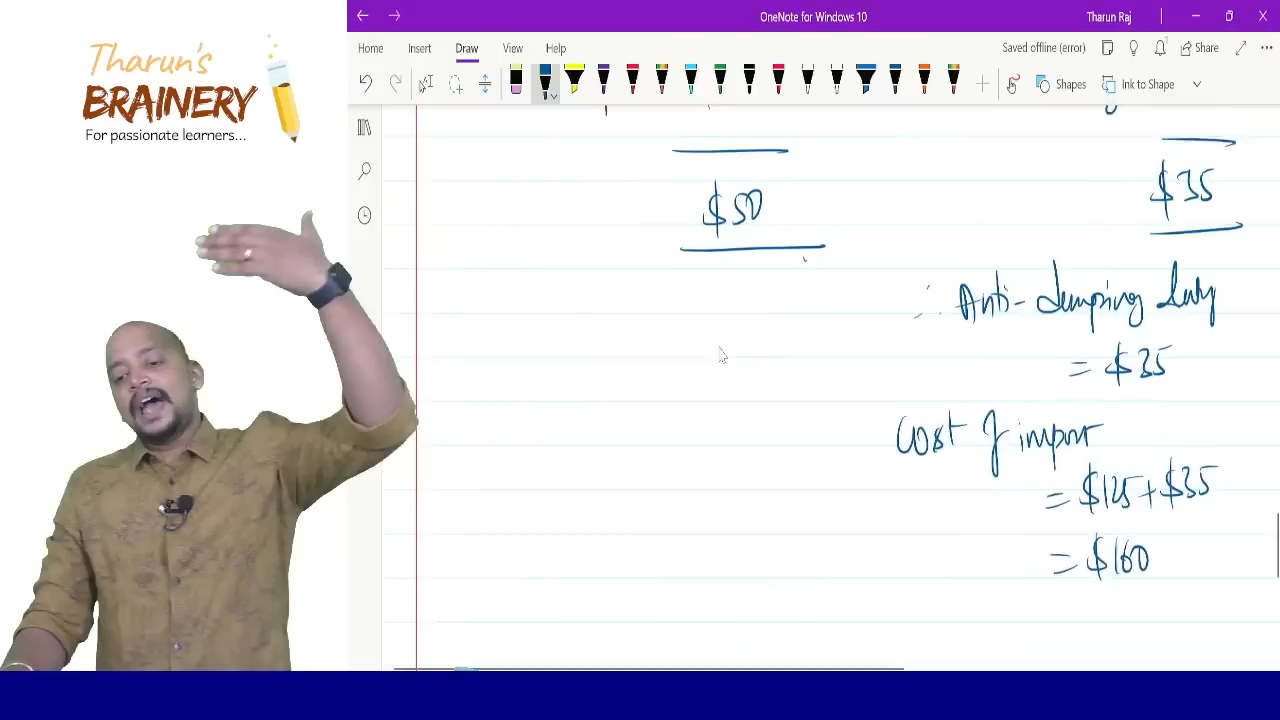 Tharun's
BRAINERY
For passionate learners...
OneNote for Windows 10
Tharun Raj
Home Insert Draw View Help
Saved offline (error)
1
Share
Shapes
Ink to Shape
$50
$35
∴ Anti-dumping duty
= $35
Cost of import
= $125 + $35
= $160